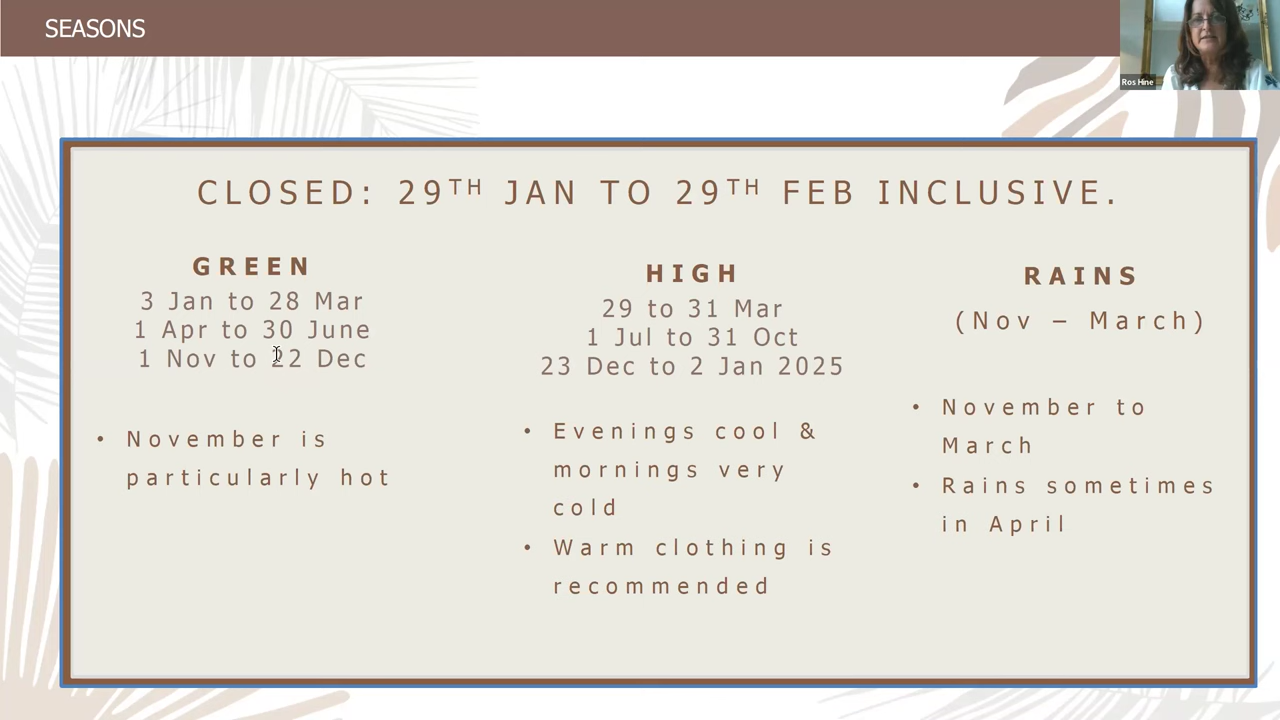 SEASONS
Ros Hine
CLOSED: 29TH JAN TO 29TH FEB INCLUSIVE.
GREEN
3 Jan to 28 Mar
1 Apr to 30 June
1 Nov to 22 Dec
• November is
particularly hot
HIGH
29 to 31 Mar
1 Jul to 31 Oct
23 Dec to 2 Jan 2025
• Evenings cool &
mornings very
cold
• Warm clothing is
recommended
RAINS
(Nov – March)
• November to
March
• Rains sometimes
in April